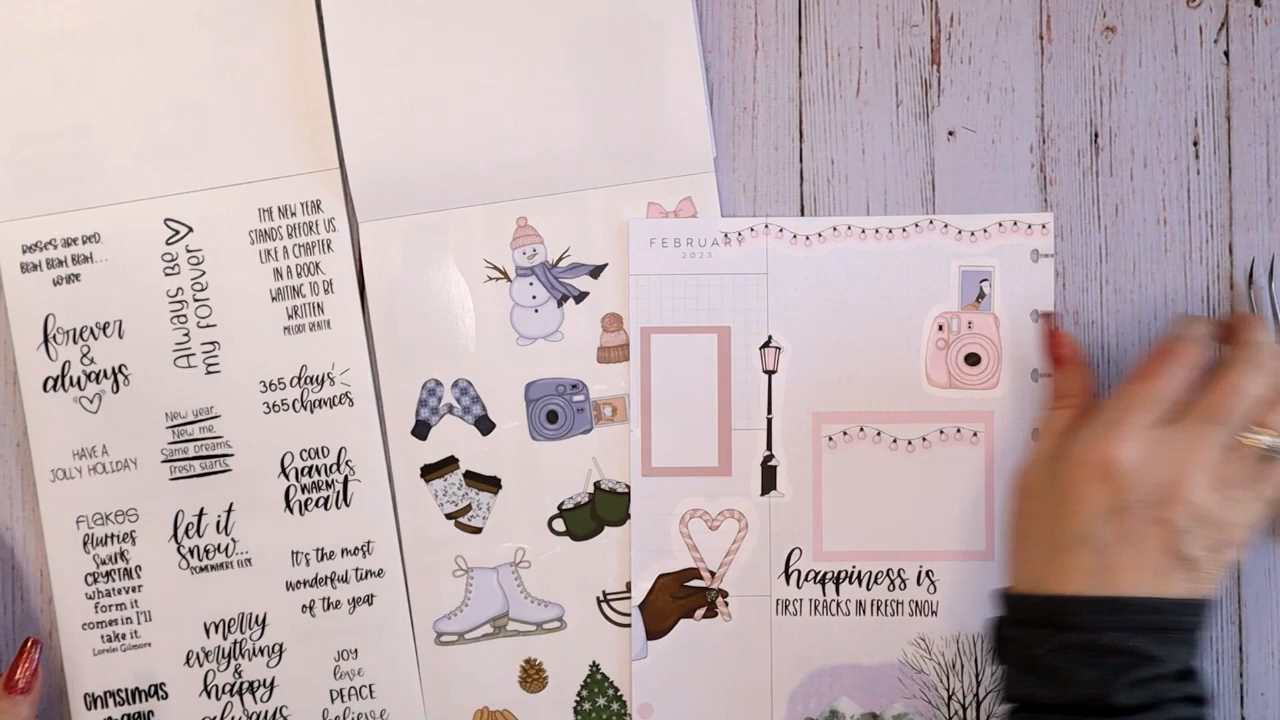 ROSES ARE RED,
BLAH BLAH BLAH...
WINE
forever
&
always
HAVE A
JOLLY HOLIDAY
FLAKES
flurries
Swirls
CRYSTALS
whatever
form it
comes in I'll
take it.
Lorelei Gilmore
Christmas
magic
Always Be
my forever
New year.
New me.
Same dreams.
Fresh starts.
let it
snow...
SOMEWHERE ELSE
merry
everything
&
happy
always
THE NEW YEAR
STANDS BEFORE US,
LIKE A CHAPTER
IN A BOOK,
WAITING TO BE
WRITTEN
MELODY BEATTIE
365 days
365 chances
COLD
hands
WARM
heart
It's the most
wonderful time
of the year
JOY
love
PEACE
believe
FEBRUARY
2023
happiness is
FIRST TRACKS IN FRESH SNOW